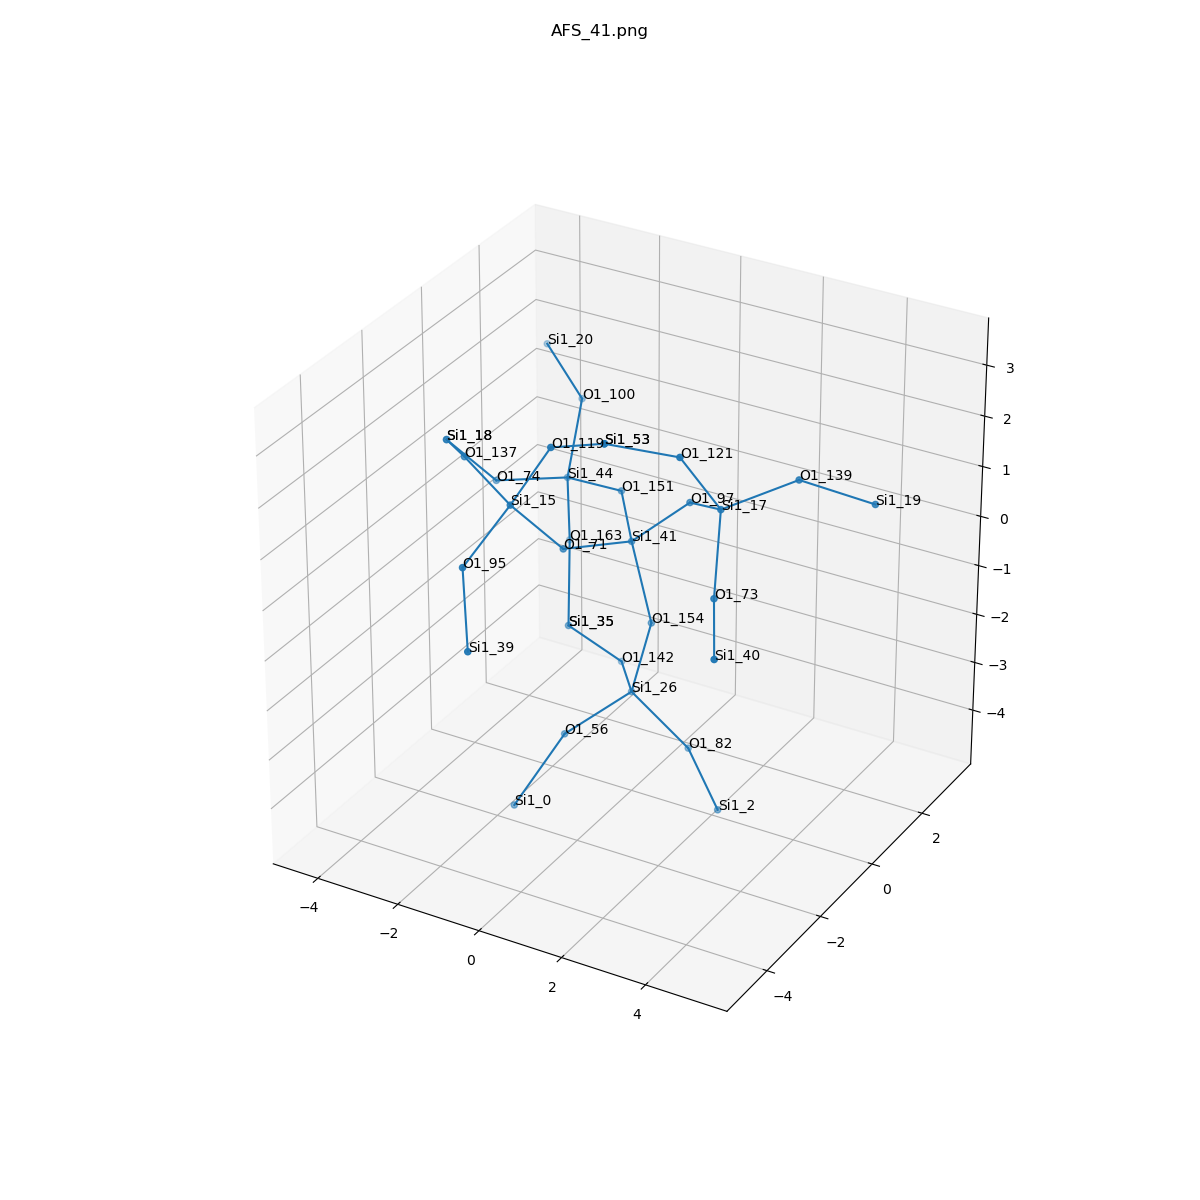 AFS_41.png
Si1_20
O1_100
Si1_18
O1_137
O1_119
Si1_53
O1_121
O1_74
Si1_44
O1_151
O1_139
Si1_15
O1_97
Si1_17
Si1_19
O1_163
O1_71
Si1_41
O1_95
O1_73
O1_154
Si1_35
Si1_39
O1_142
Si1_40
Si1_26
O1_56
O1_82
Si1_0
Si1_2
3
2
1
0
−1
−2
−3
−4
2
0
−2
−4
−4
−2
0
2
4